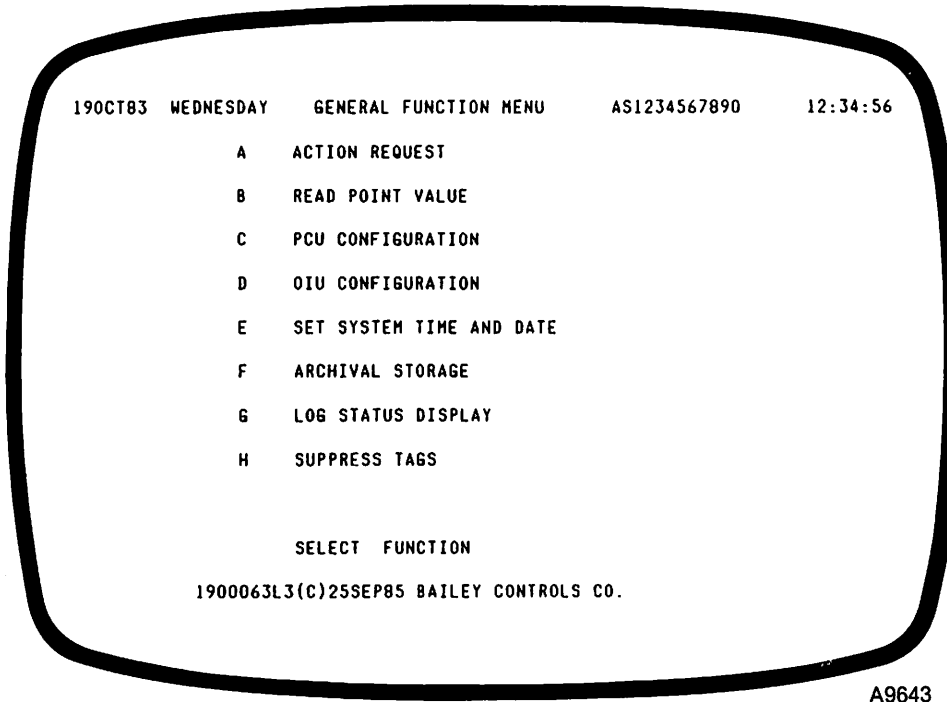 19OCT83 WEDNESDAY GENERAL FUNCTION MENU AS1234567890 12:34:56
A ACTION REQUEST
B READ POINT VALUE
C PCU CONFIGURATION
D OIU CONFIGURATION
E SET SYSTEM TIME AND DATE
F ARCHIVAL STORAGE
G LOG STATUS DISPLAY
H SUPPRESS TAGS
SELECT FUNCTION
1900063L3(C)25SEP85 BAILEY CONTROLS CO.
A9643